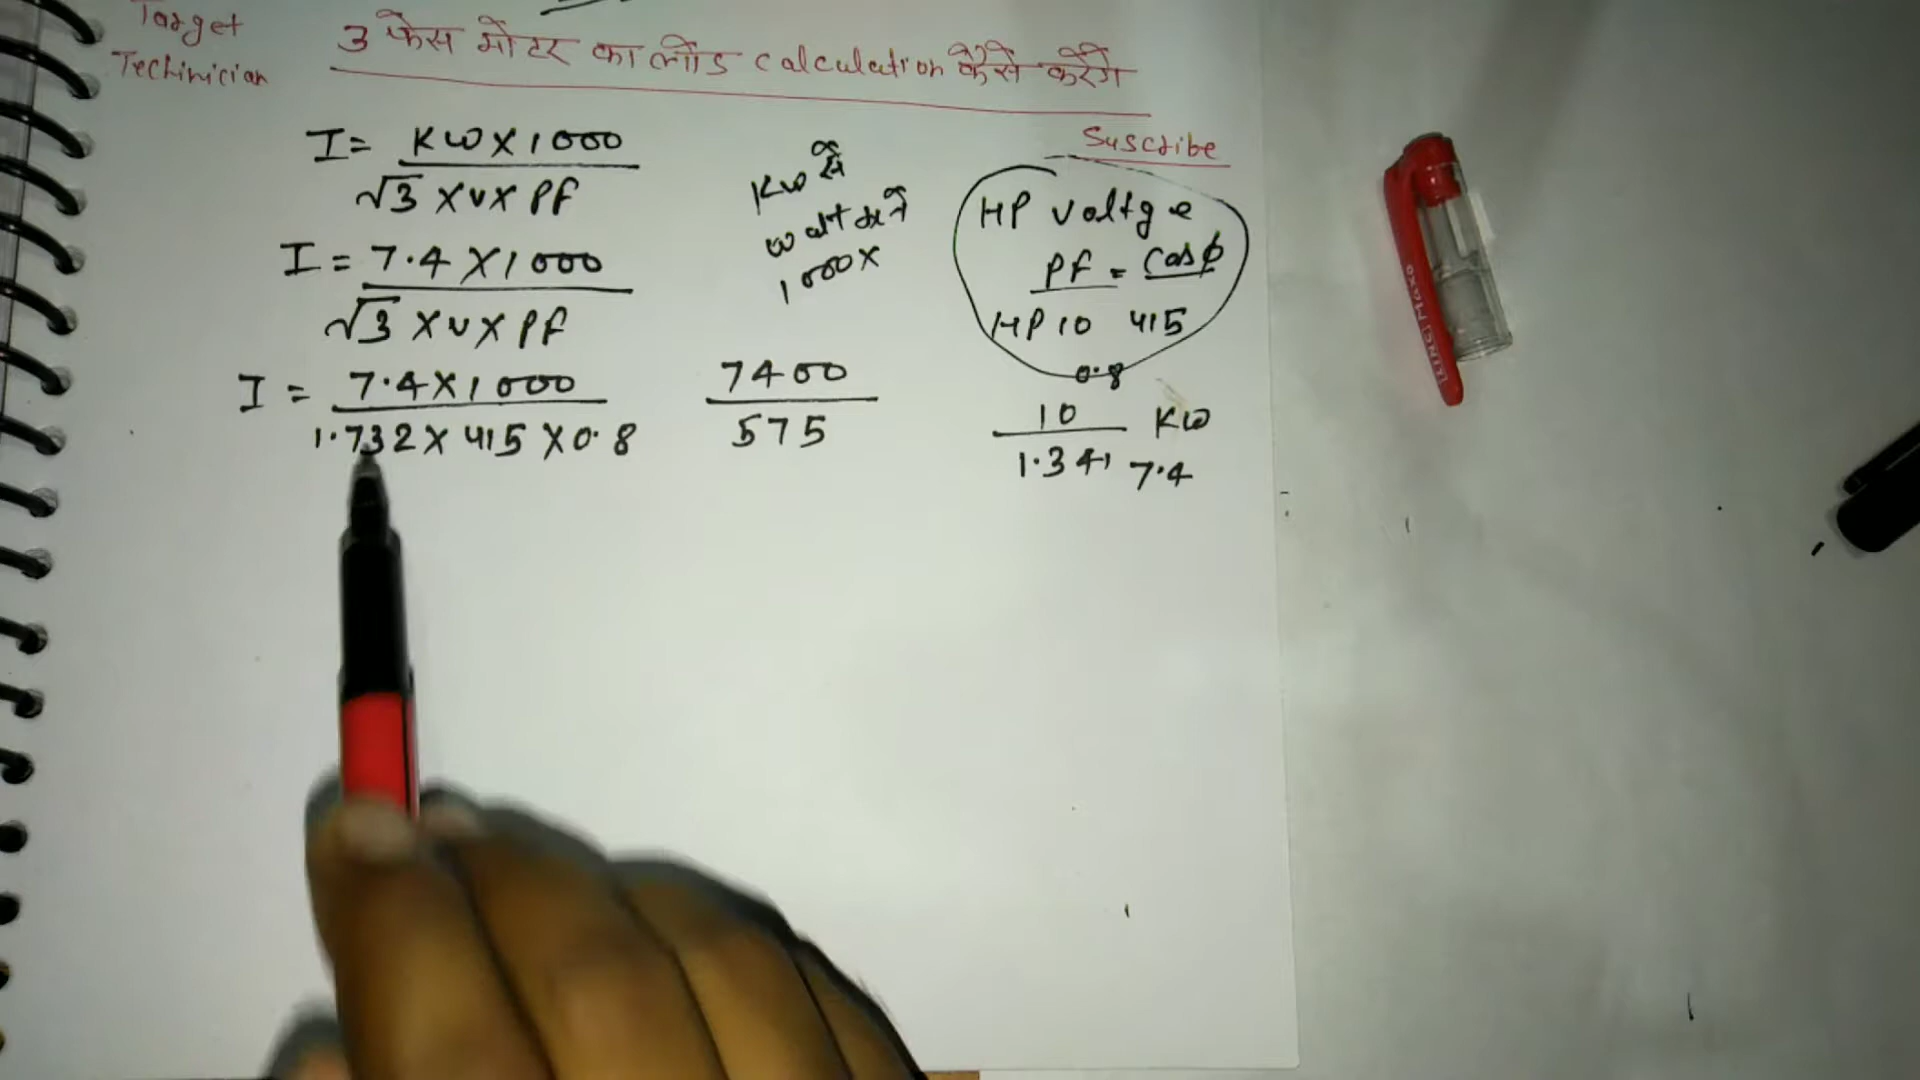 Target
Techinician
3 फेस मोटर का लोड calculation कैसे करेंगे
Suscribe
I = KW X 1000
√3 X V X Pf
I = 7.4 X 1000
√3 X V X Pf
I = 7.4 X 1000
1.732 X 415 X 0.8
7400
575
KW से
watt
1000 X
HP voltge
Pf = Cosϕ
HP 10 415
0.8
10 KW
1.341 7.4
KING MAXO